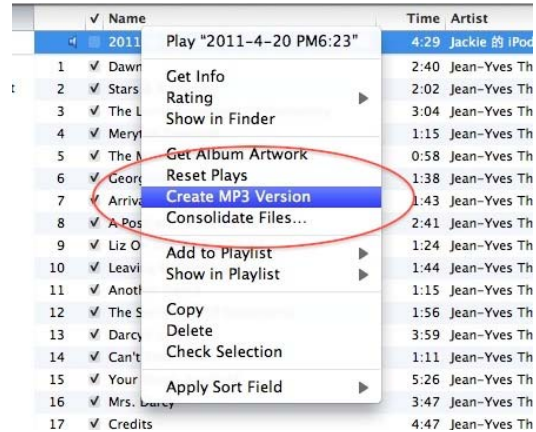 ✓ Name Time Artist
2011 Play "2011-4-20 PM6:23" 4:29 Jackie 的 iPod
1 ✓ Dawn 2:40 Jean-Yves Th
2 ✓ Stars Get Info 2:02 Jean-Yves Th
3 ✓ The L Rating 3:04 Jean-Yves Th
4 ✓ Mery Show in Finder 1:15 Jean-Yves Th
5 ✓ The M Get Album Artwork 0:58 Jean-Yves Th
6 ✓ Georg Reset Plays 1:38 Jean-Yves Th
7 ✓ Arriva Create MP3 Version 1:43 Jean-Yves Th
8 ✓ A Pos Consolidate Files... 2:41 Jean-Yves Th
9 ✓ Liz O Add to Playlist 1:24 Jean-Yves Th
10 ✓ Leavi Show in Playlist 1:44 Jean-Yves Th
11 ✓ Anot 1:15 Jean-Yves Th
12 ✓ The S Copy 1:56 Jean-Yves Th
13 ✓ Darcy Delete 3:59 Jean-Yves Th
14 ✓ Can't Check Selection 1:11 Jean-Yves Th
15 ✓ Your Apply Sort Field 5:26 Jean-Yves Th
16 ✓ Mrs. Darcy 3:47 Jean-Yves Th
17 ✓ Credits 4:47 Jean-Yves Th